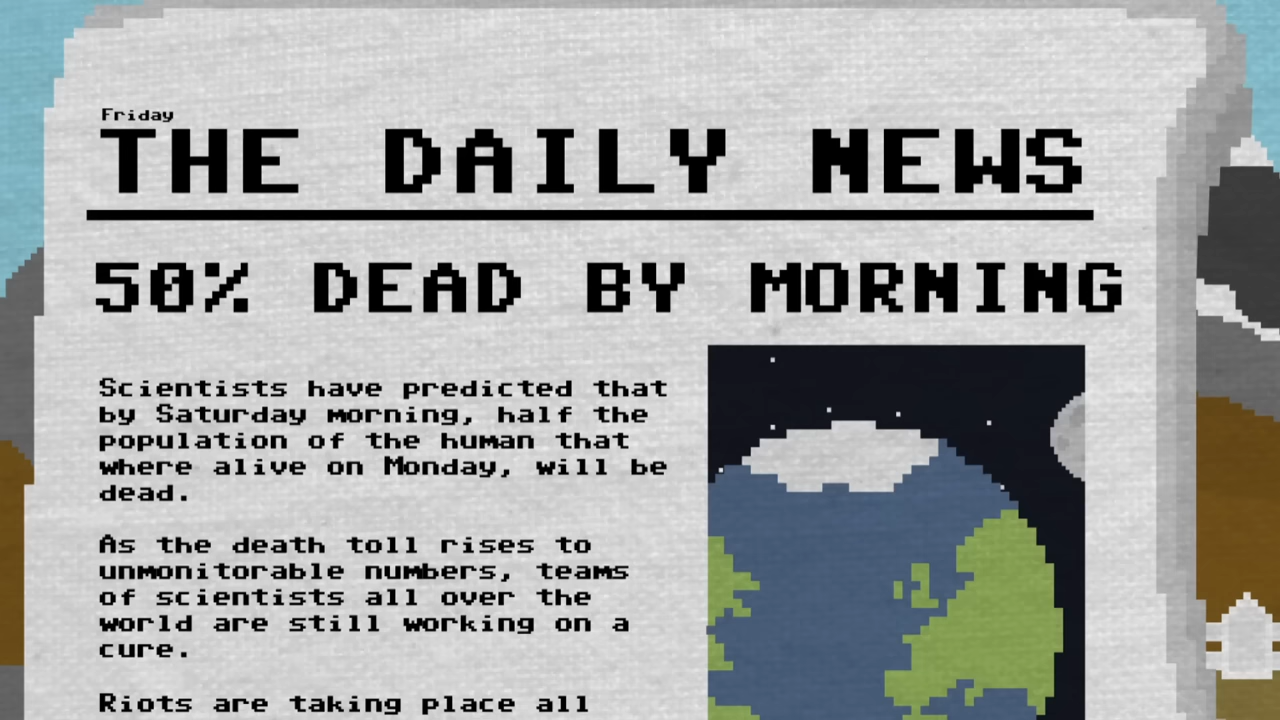 Friday
THE DAILY NEWS
50% DEAD BY MORNING
Scientists have predicted that
by Saturday morning, half the
population of the human that
where alive on Monday, will be
dead.
As the death toll rises to
unmonitorable numbers, teams
of scientists all over the
world are still working on a
cure.
Riots are taking place all